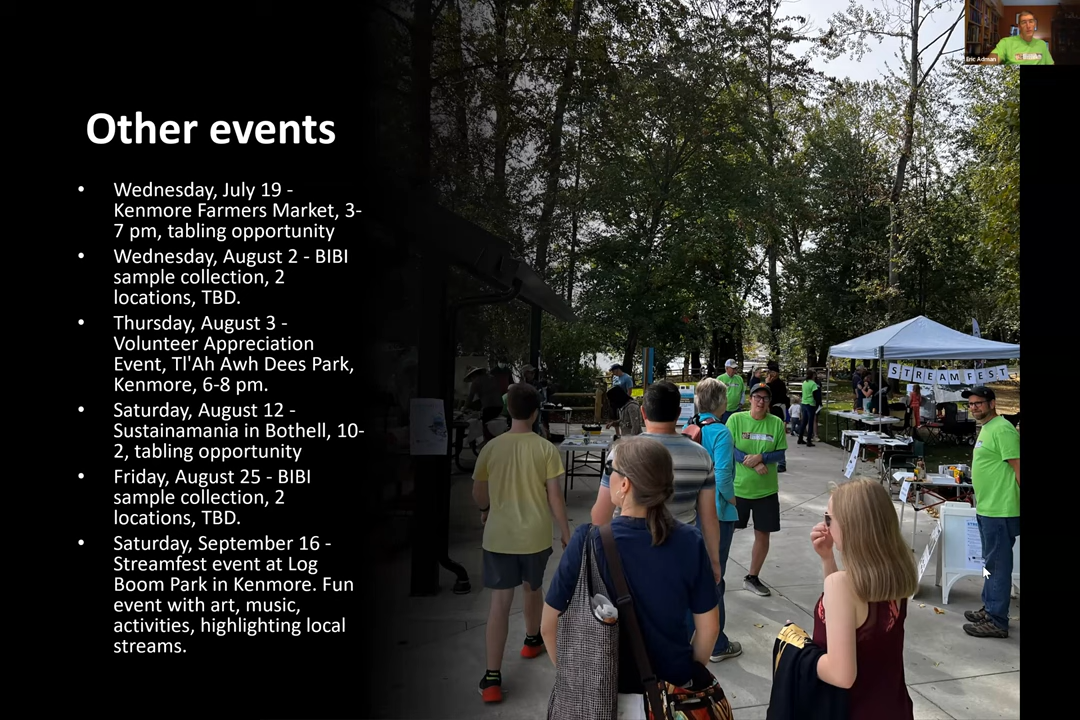 Other events
• Wednesday, July 19 -
Kenmore Farmers Market, 3-
7 pm, tabling opportunity
• Wednesday, August 2 - BIBI
sample collection, 2
locations, TBD.
• Thursday, August 3 -
Volunteer Appreciation
Event, Tl'Ah Awh Dees Park,
Kenmore, 6-8 pm.
• Saturday, August 12 -
Sustainamania in Bothell, 10-
2, tabling opportunity
• Friday, August 25 - BIBI
sample collection, 2
locations, TBD.
• Saturday, September 16 -
Streamfest event at Log
Boom Park in Kenmore. Fun
event with art, music,
activities, highlighting local
streams.
Eric Adman
STREAMFEST